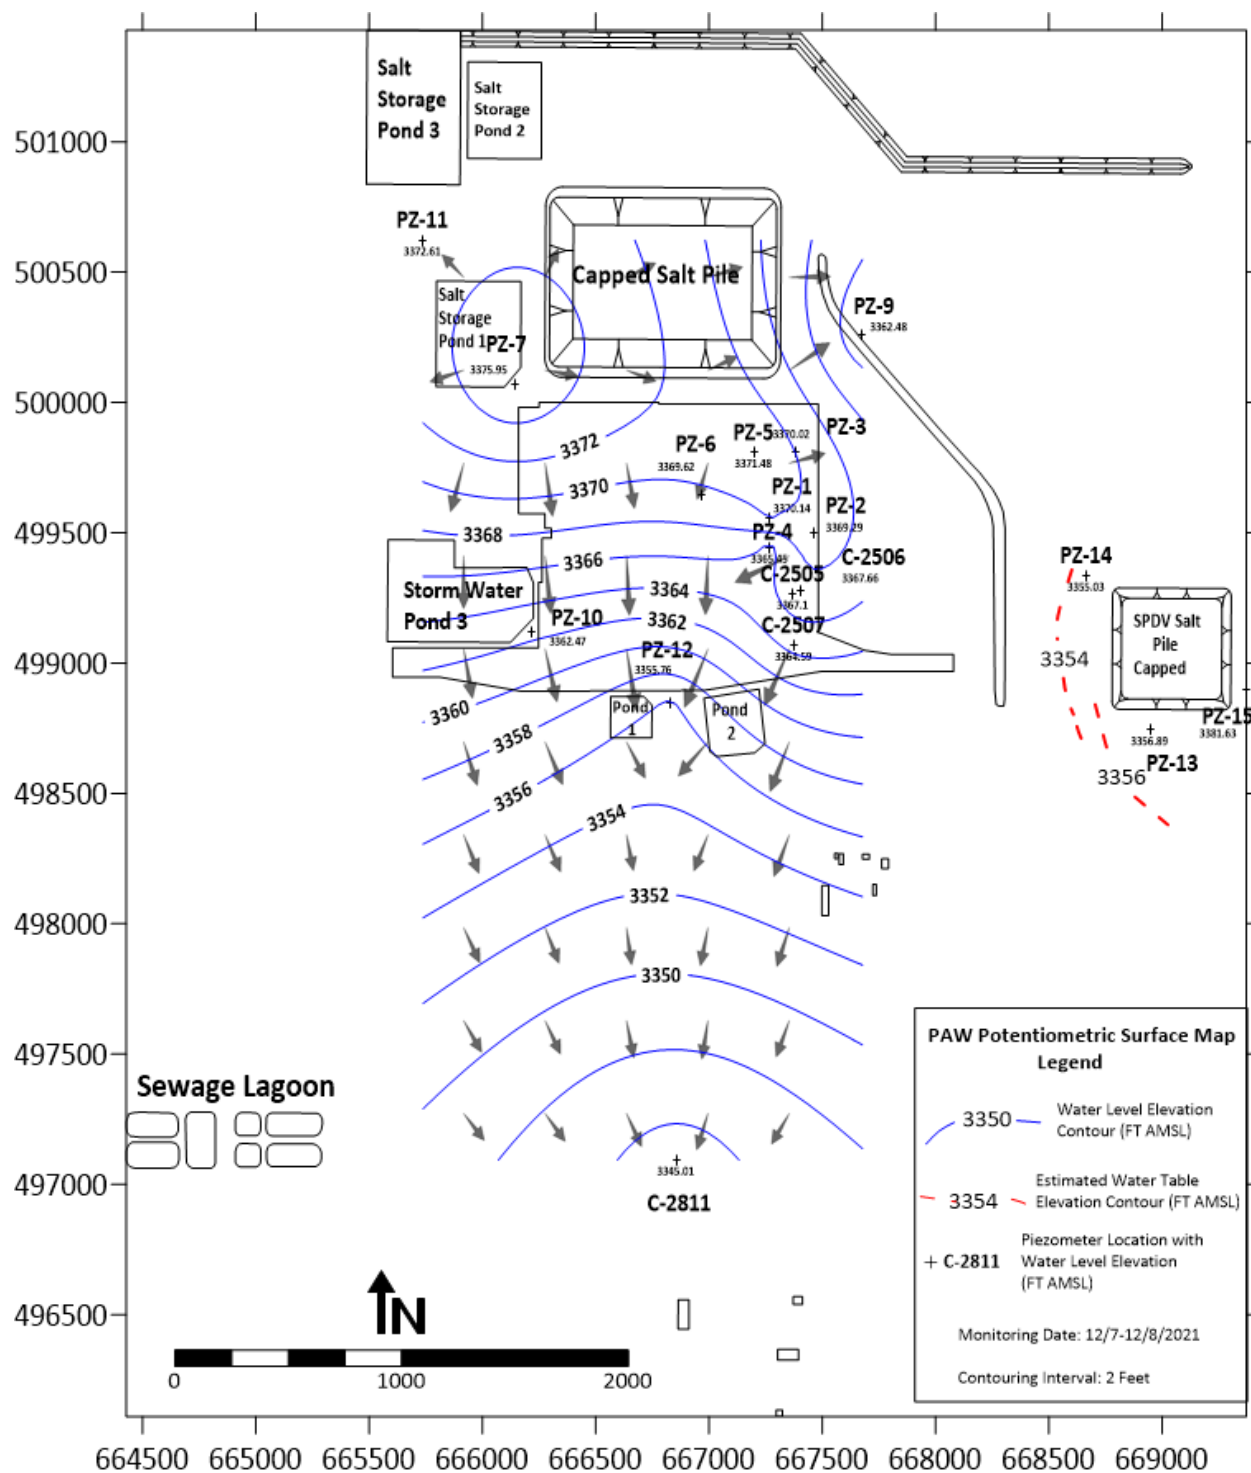 Salt
Storage
Pond 3
Salt
Storage
Pond 2
501000
PZ-11
3372.61
500500
Capped Salt Pile
Salt
Storage
Pond 1
PZ-7
3375.95
PZ-9
3362.48
500000
3372
PZ-6
3369.62
PZ-5
3371.48
3370.02
PZ-3
3370
PZ-1
3370.14
PZ-2
3369.29
499500
3368
PZ-4
3366
C-2505
3367.1
C-2506
3367.66
PZ-14
3355.03
Storm Water
Pond 3
3364
3362
PZ-10
3362.47
C-2507
3364.59
SPDV Salt
Pile
Capped
499000
PZ-12
3355.76
3354
3360
Pond
1
Pond
2
PZ-15
3381.63
3358
3356.89
PZ-13
3356
498500
3356
3354
498000
3352
3350
497500
PAW Potentiometric Surface Map
Legend
Sewage Lagoon
3350
Water Level Elevation
Contour (FT AMSL)
497000
3345.01
C-2811
3354
Estimated Water Table
Elevation Contour (FT AMSL)
+ C-2811
Piezometer Location with
Water Level Elevation
(FT AMSL)
N
496500
Monitoring Date: 12/7-12/8/2021
Contouring Interval: 2 Feet
0 1000 2000
664500 665000 665500 666000 666500 667000 667500 668000 668500 669000